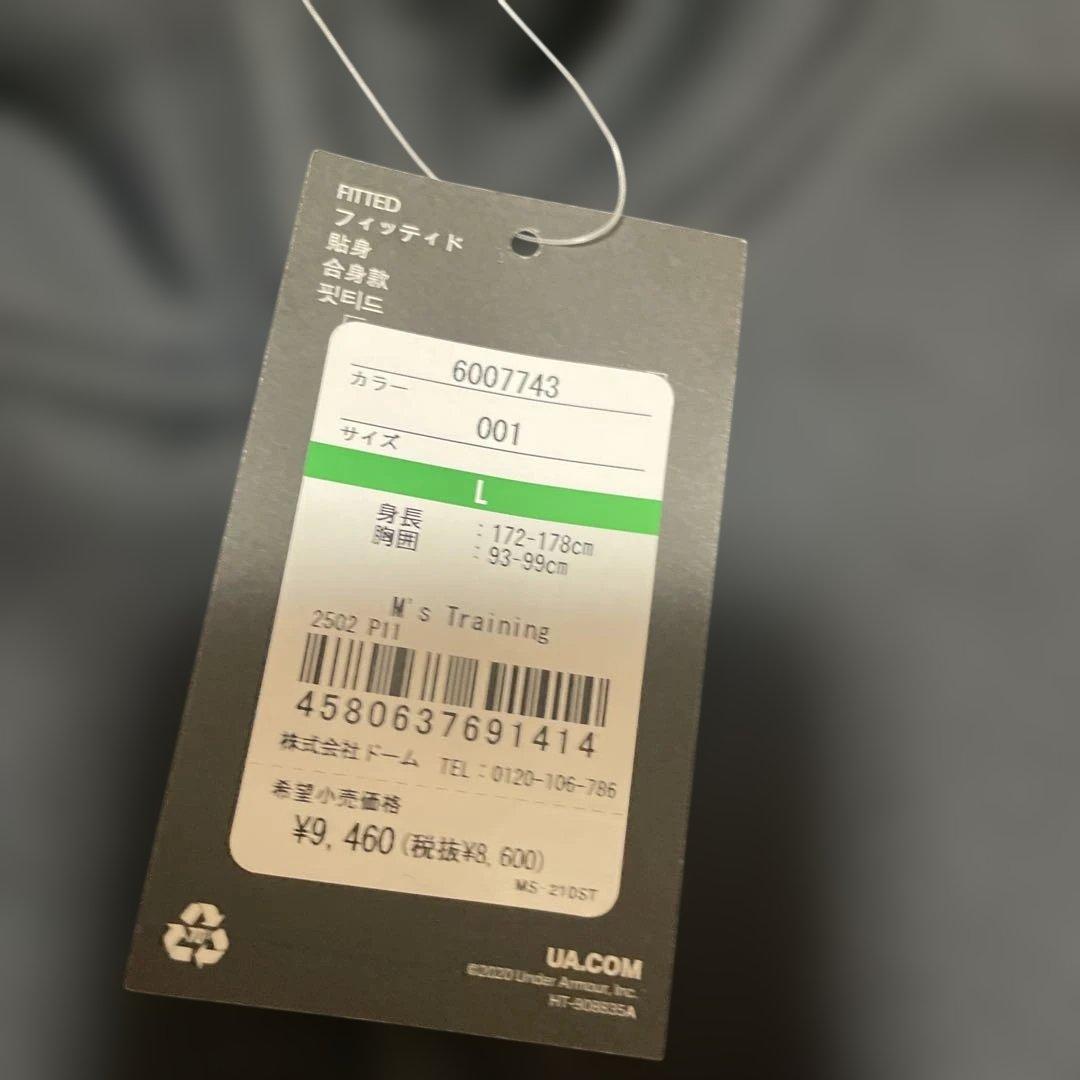 FITTED
フィッティド
貼身
合身款
핏티드
6007743
カラー
001
サイズ
L
身長 : 172-178cm
胸囲 : 93-99cm
M's Training
2502 P11
4580637691414
株式会社ドーム TEL:0120-106-786
希望小売価格
¥9,460(税抜¥8,600)
MS-21DST
UA.COM
©2020 Under Armour, Inc.